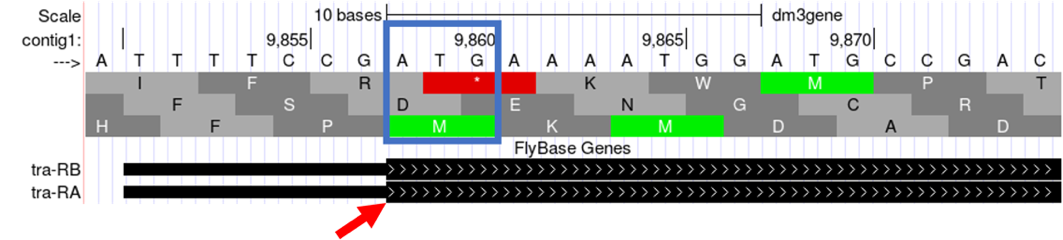 Scale 10 bases dm3gene
contig1: 9,855 9,860 9,865 9,870
---> A T T T T C C G A T G A A A A T G G A T G C C G A C
I F R * K W M P T
F S D E N G C R
H F P M K M D A D
FlyBase Genes
tra-RB
tra-RA